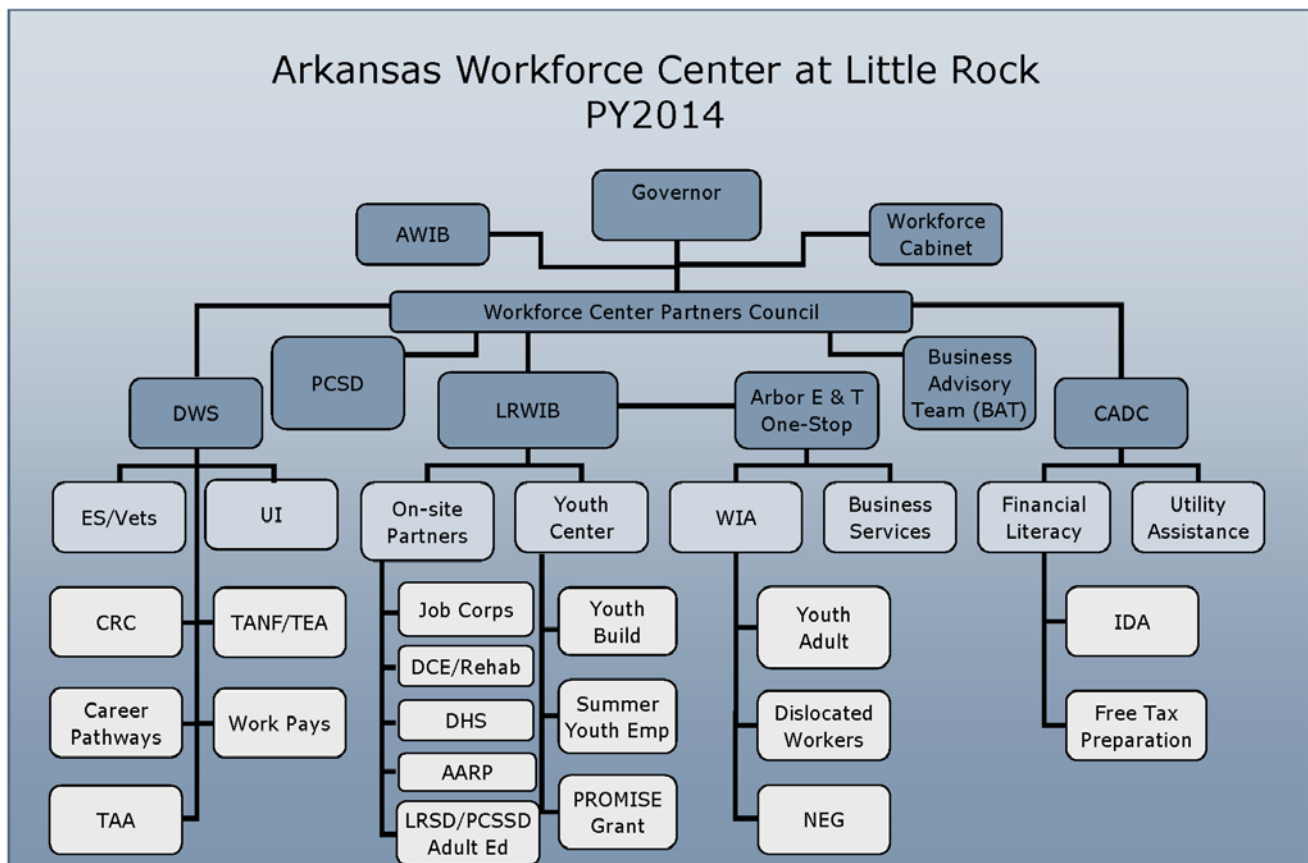 Arkansas Workforce Center at Little Rock
PY2014
Governor
AWIB
Workforce
Cabinet
Workforce Center Partners Council
PCSD
Business
Advisory
Team (BAT)
DWS
LRWIB
Arbor E & T
One-Stop
CADC
ES/Vets
UI
On-site
Partners
Youth
Center
WIA
Business
Services
Financial
Literacy
Utility
Assistance
CRC
TANF/TEA
Career
Pathways
Work Pays
TAA
Job Corps
DCE/Rehab
DHS
AARP
LRSD/PCSSD
Adult Ed
Youth
Build
Summer
Youth Emp
PROMISE
Grant
Youth
Adult
Dislocated
Workers
NEG
IDA
Free Tax
Preparation